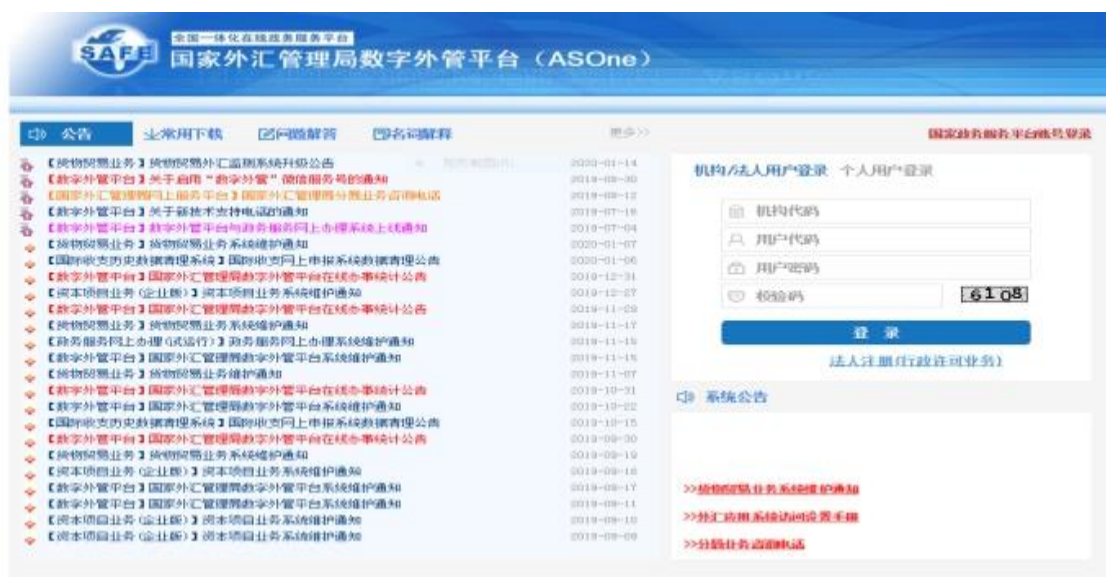 SAFE
全国一体化在线政务服务平台
国家外汇管理局数字外管平台（ASOne）
公告 常用下载 问题解答 名词解释 更多>>
国家政务服务平台账号登录
【货物贸易业务】货物贸易外汇监测系统升级公告 2020-01-14
【数字外管平台】关于启用“数字外管”微信服务号的通知 2019-09-30
【国家外汇管理局网上服务平台】国家外汇管理局分局业务咨询电话 2019-08-12
【数字外管平台】关于新技术支持电话的通知 2019-07-18
【数字外管平台】数字外管平台与政务服务网上办理系统上线通知 2019-07-04
【货物贸易业务】货物贸易业务系统维护通知 2020-01-07
【国际收支历史数据清理系统】国际收支网上申报系统数据清理公告 2020-01-06
【数字外管平台】国家外汇管理局数字外管平台在线办事统计公告 2019-12-31
【资本项目业务(企业版)】资本项目业务系统维护通知 2019-12-27
【数字外管平台】国家外汇管理局数字外管平台在线办事统计公告 2019-11-29
【货物贸易业务】货物贸易业务系统维护通知 2019-11-17
【政务服务网上办理(试运行)】政务服务网上办理系统维护通知 2019-11-15
【数字外管平台】国家外汇管理局数字外管平台系统维护通知 2019-11-15
【货物贸易业务】货物贸易业务维护通知 2019-11-07
【数字外管平台】国家外汇管理局数字外管平台在线办事统计公告 2019-10-31
【数字外管平台】国家外汇管理局数字外管平台系统维护通知 2019-10-22
【国际收支历史数据清理系统】国际收支网上申报系统数据清理公告 2019-10-15
【数字外管平台】国家外汇管理局数字外管平台在线办事统计公告 2019-09-30
【货物贸易业务】货物贸易业务系统维护通知 2019-09-19
【资本项目业务(企业版)】资本项目业务系统维护通知 2019-09-18
【数字外管平台】国家外汇管理局数字外管平台系统维护通知 2019-09-17
【数字外管平台】国家外汇管理局数字外管平台系统维护通知 2019-09-11
【资本项目业务(企业版)】资本项目业务系统维护通知 2019-09-10
【资本项目业务(企业版)】资本项目业务系统维护通知 2019-09-09
机构/法人用户登录 个人用户登录
机构代码
用户代码
用户密码
校验码 6108
登 录
法人注册(行政许可业务)
系统公告
>>货物贸易业务系统维护通知
>>外汇应用系统访问设置手册
>>分局业务咨询电话